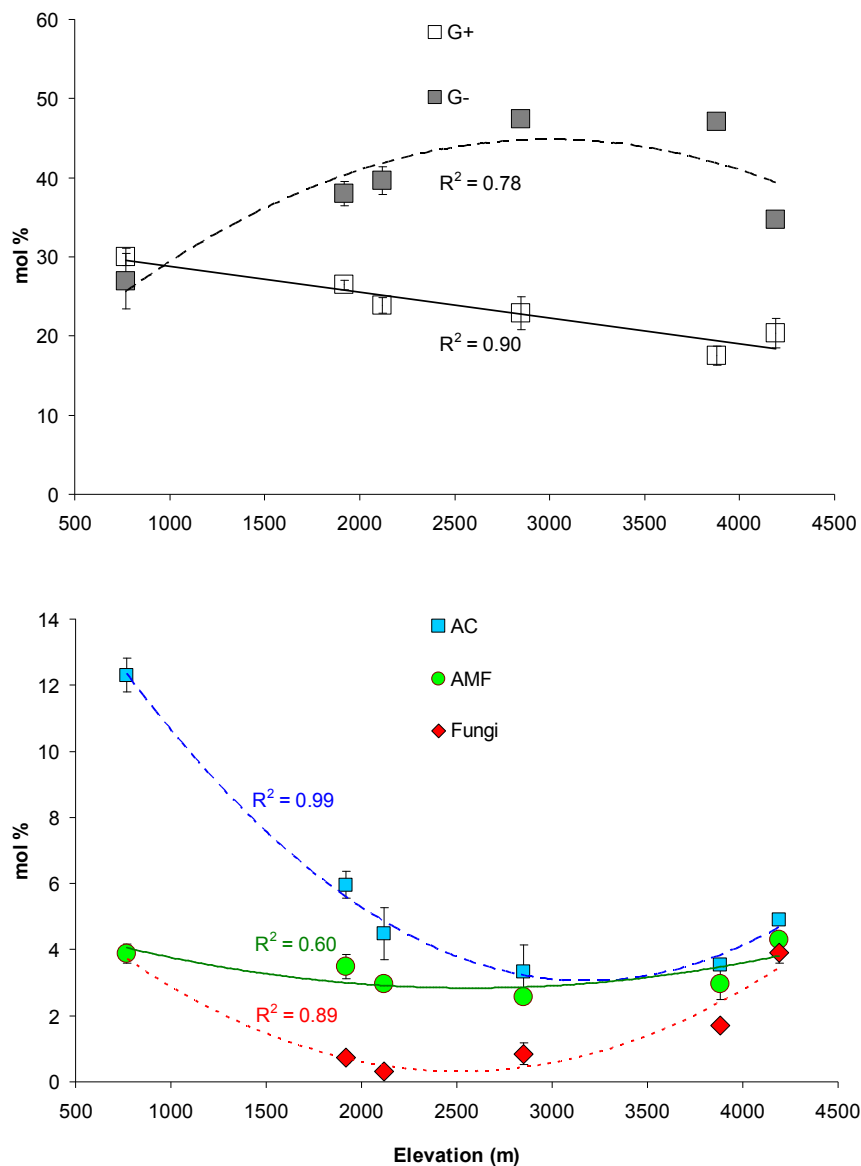 60
50
40
30
20
10
0
mol %
G+
G-
R² = 0.78
R² = 0.90
500 1000 1500 2000 2500 3000 3500 4000 4500
14
12
10
8
6
4
2
0
mol %
AC
AMF
Fungi
R² = 0.99
R² = 0.60
R² = 0.89
500 1000 1500 2000 2500 3000 3500 4000 4500
Elevation (m)